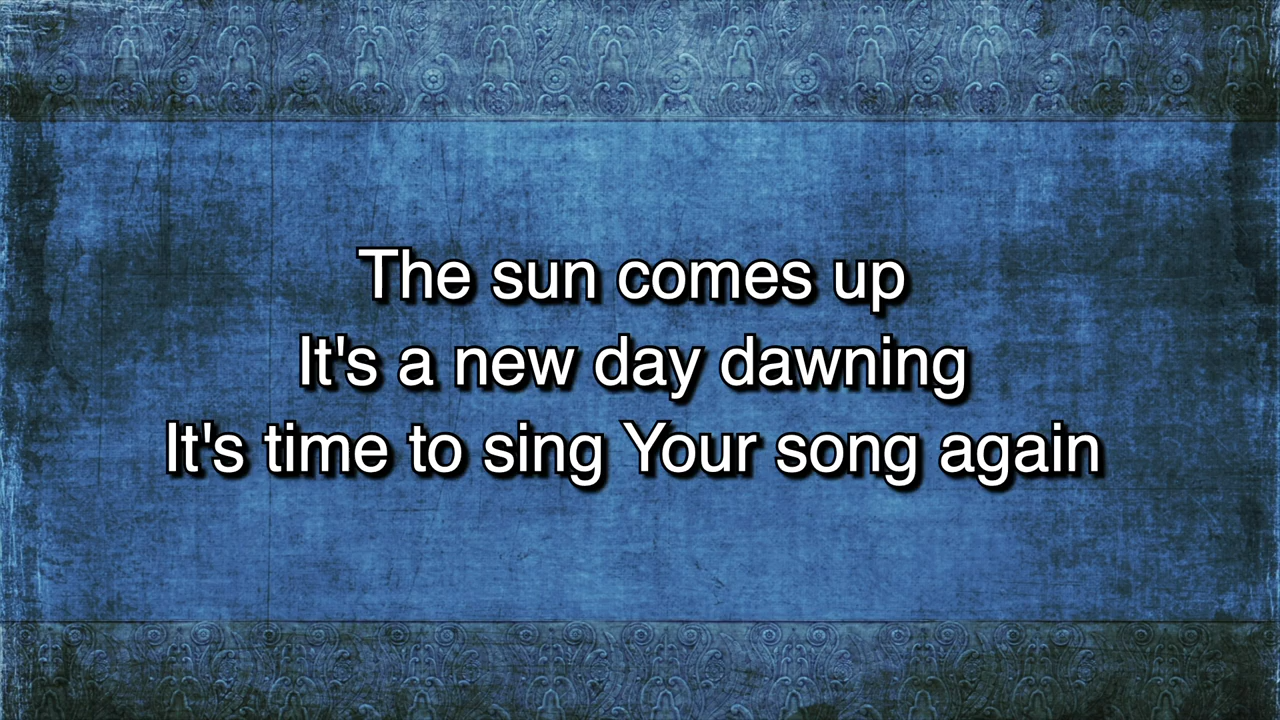 The sun comes up
It's a new day dawning
It's time to sing Your song again